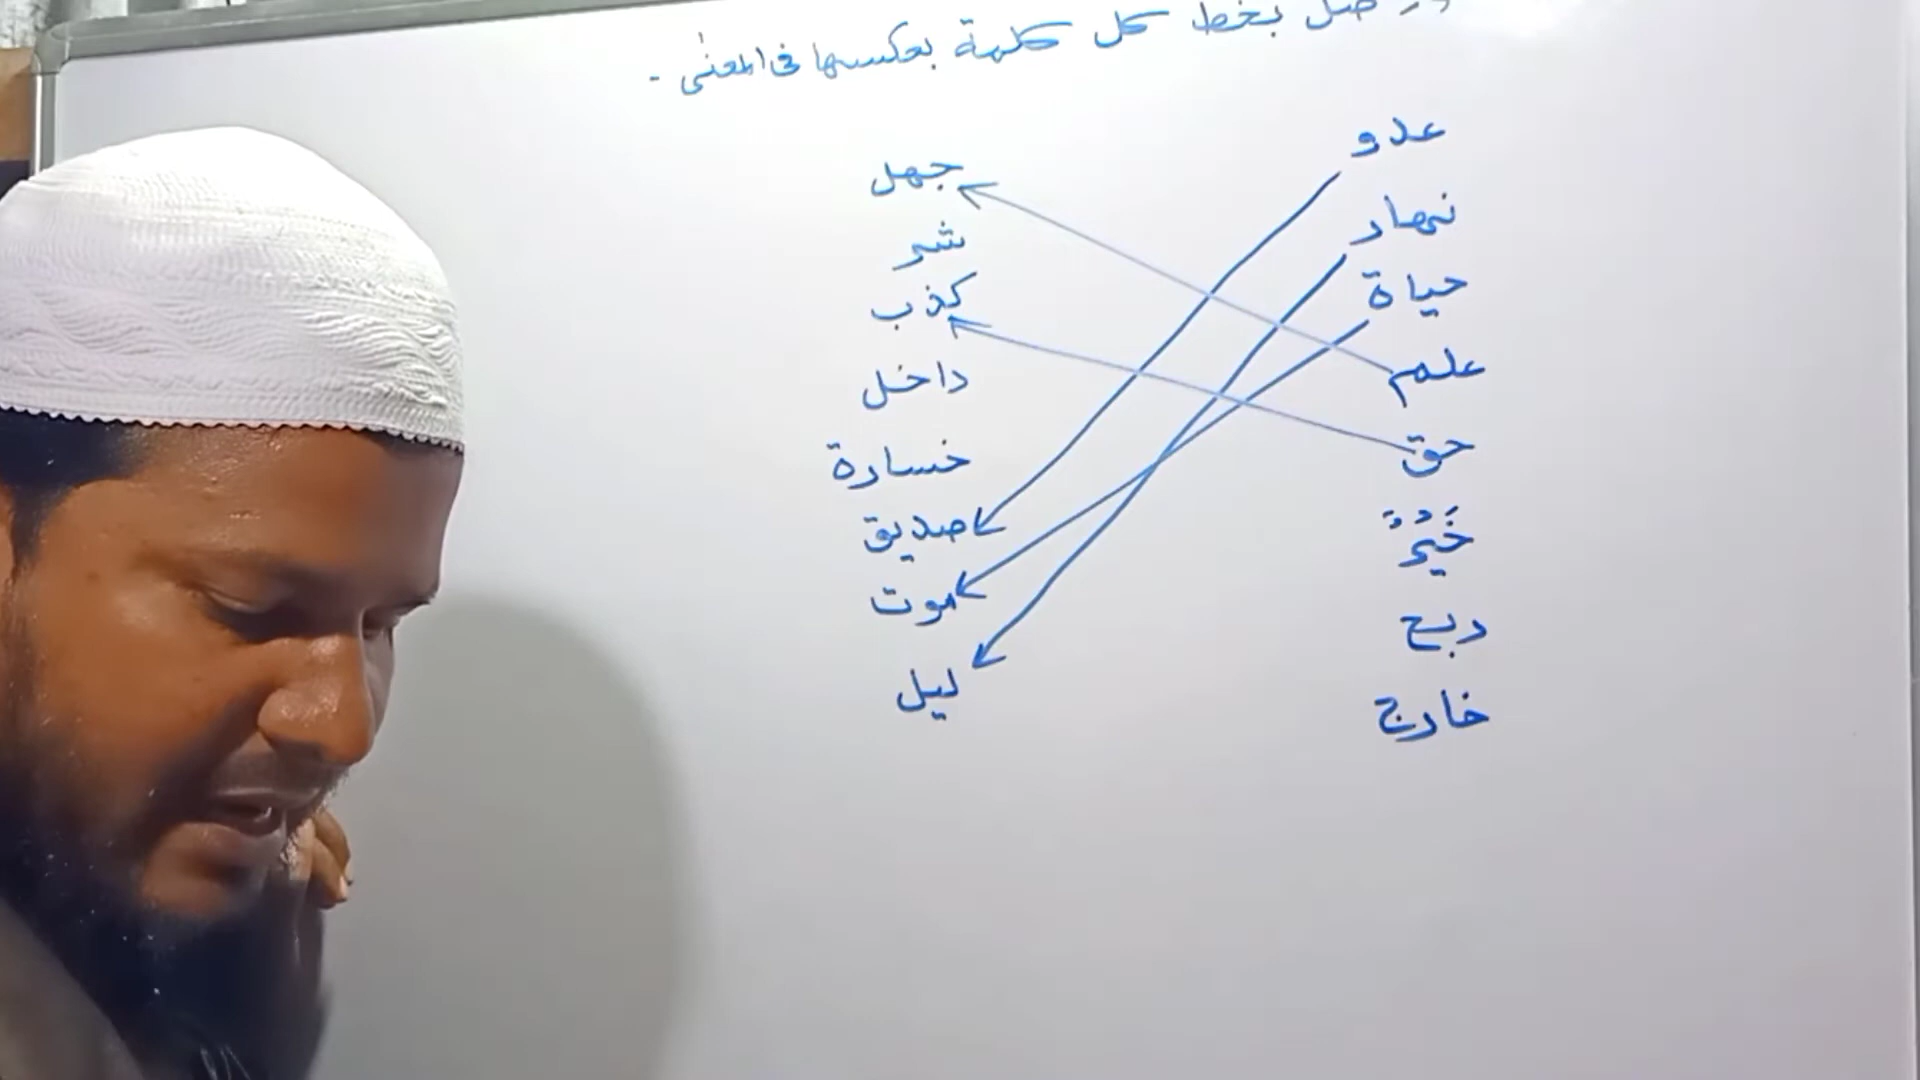 صل بخط كل كلمة بعكسها في المعنى .
عدو
نهار
حياة
علم
حق
خَيْرٌ
ربح
خارج
جهل
شر
كذب
داخل
خسارة
صديق
موت
ليل